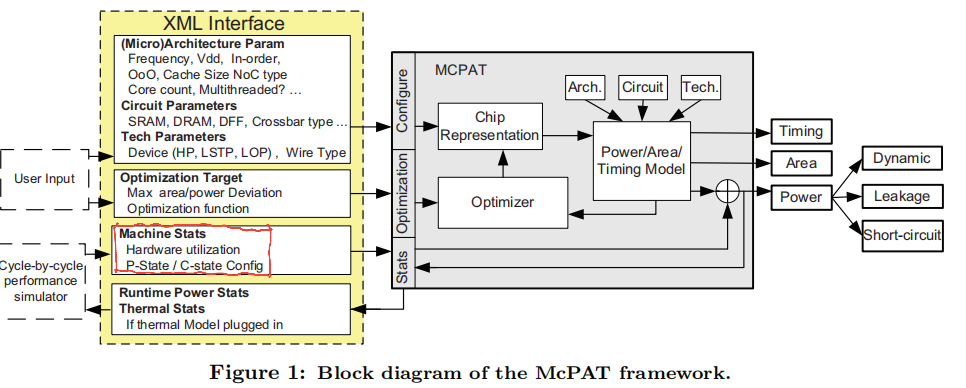 XML Interface
(Micro)Architecture Param
Frequency, Vdd, In-order,
OoO, Cache Size NoC type
Core count, Multithreaded? ...
Circuit Parameters
SRAM, DRAM, DFF, Crossbar type ...
Tech Parameters
Device (HP, LSTP, LOP) , Wire Type
Optimization Target
Max area/power Deviation
Optimization function
Machine Stats
Hardware utilization
P-State / C-state Config
Runtime Power Stats
Thermal Stats
If thermal Model plugged in
User Input
Cycle-by-cycle
performance
simulator
MCPAT
Configure
Optimization
Stats
Chip
Representation
Optimizer
Arch.
Circuit
Tech.
Power/Area/
Timing Model
Timing
Area
Power
Dynamic
Leakage
Short-circuit
Figure 1: Block diagram of the McPAT framework.